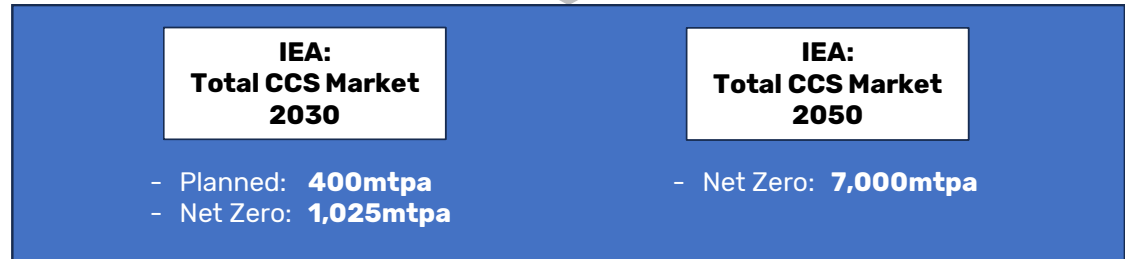 IEA:
Total CCS Market
2030
- Planned: 400mtpa
- Net Zero: 1,025mtpa
IEA:
Total CCS Market
2050
- Net Zero: 7,000mtpa